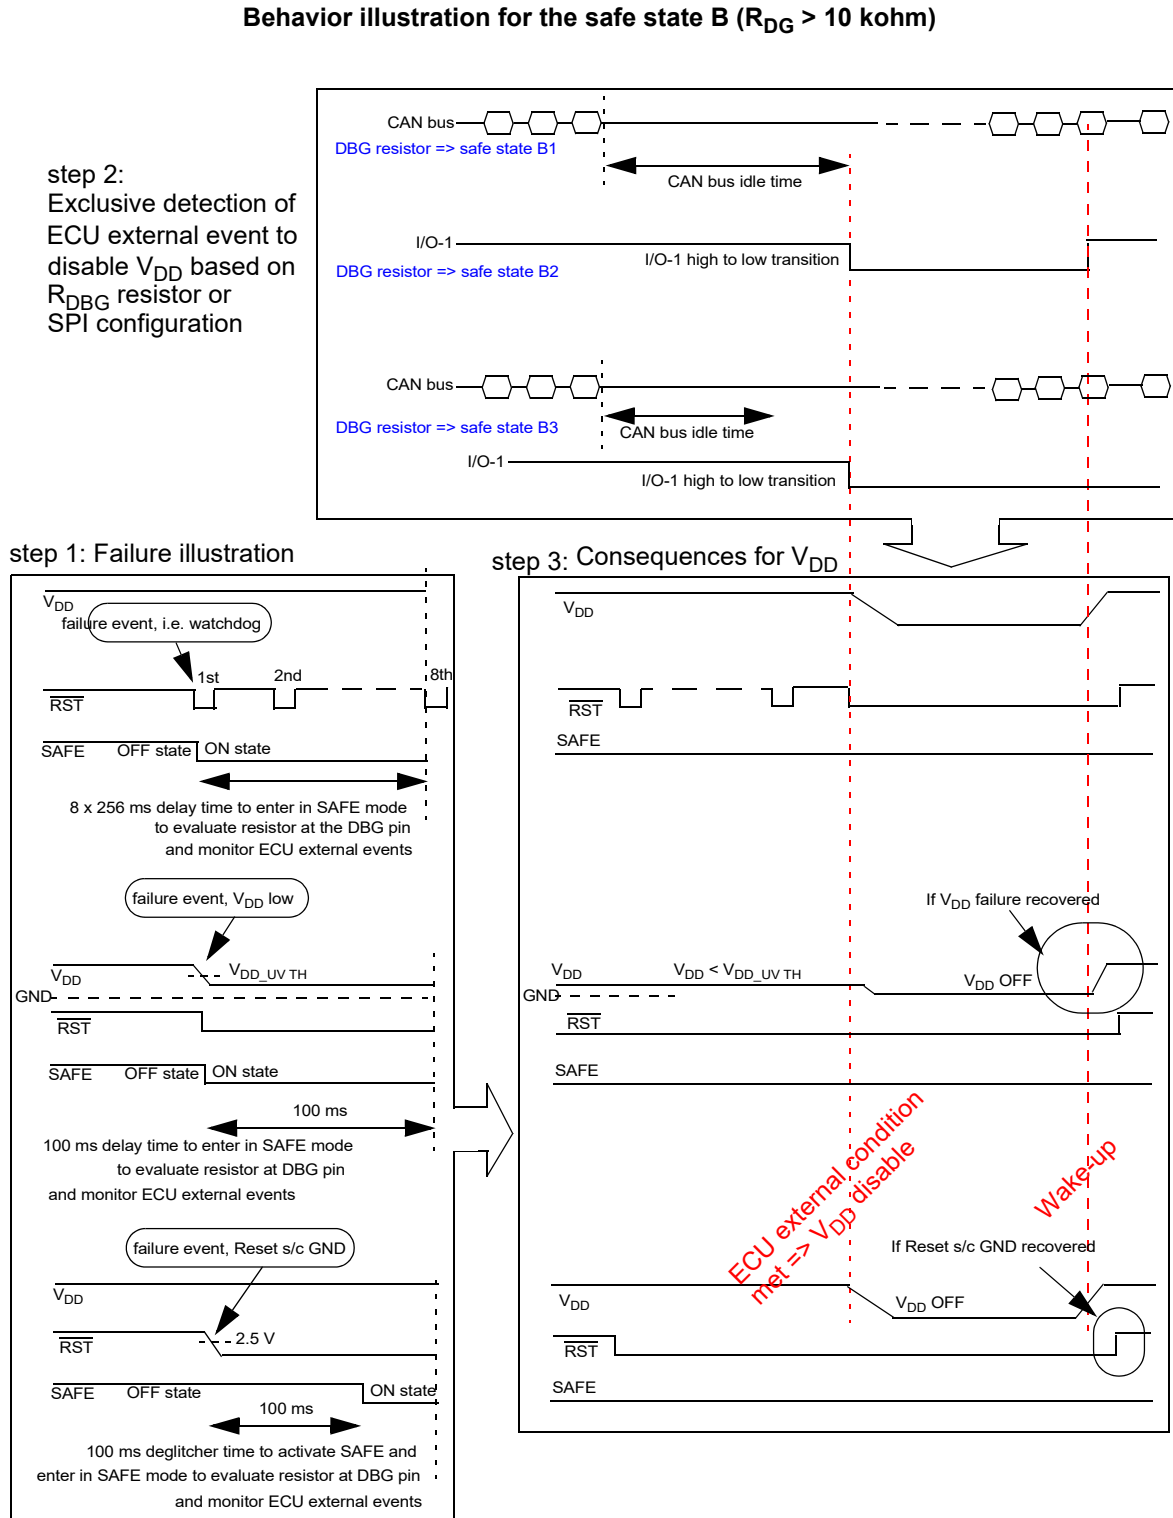 Behavior illustration for the safe state B (RDG > 10 kohm)
step 2:
Exclusive detection of
ECU external event to
disable VDD based on
RDBG resistor or
SPI configuration
CAN bus
DBG resistor => safe state B1
CAN bus idle time
I/O-1
I/O-1 high to low transition
DBG resistor => safe state B2
CAN bus
DBG resistor => safe state B3
CAN bus idle time
I/O-1
I/O-1 high to low transition
step 1: Failure illustration
VDD
failure event, i.e. watchdog
1st
2nd
8th
RST
SAFE
OFF state
ON state
8 x 256 ms delay time to enter in SAFE mode
to evaluate resistor at the DBG pin
and monitor ECU external events
failure event, VDD low
VDD
VDD_UV TH
GND
RST
SAFE
OFF state
ON state
100 ms
100 ms delay time to enter in SAFE mode
to evaluate resistor at DBG pin
and monitor ECU external events
failure event, Reset s/c GND
VDD
RST
2.5 V
SAFE
OFF state
ON state
100 ms
100 ms deglitcher time to activate SAFE and
enter in SAFE mode to evaluate resistor at DBG pin
and monitor ECU external events
step 3: Consequences for VDD
VDD
RST
SAFE
If VDD failure recovered
VDD
VDD < VDD_UV TH
VDD OFF
GND
RST
SAFE
ECU external condition
met => VDD disable
Wake-up
If Reset s/c GND recovered
VDD
VDD OFF
RST
SAFE